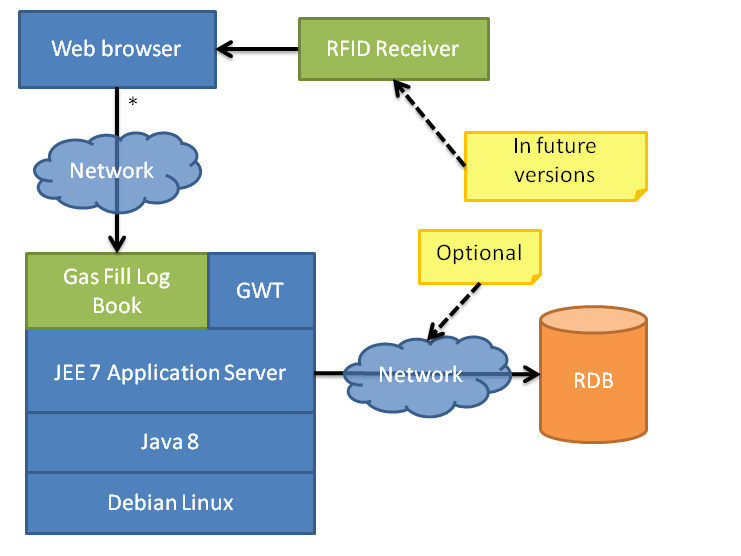 Web browser
RFID Receiver
*
In future
versions
Network
Optional
Gas Fill Log
Book
GWT
JEE 7 Application Server
Network
RDB
Java 8
Debian Linux